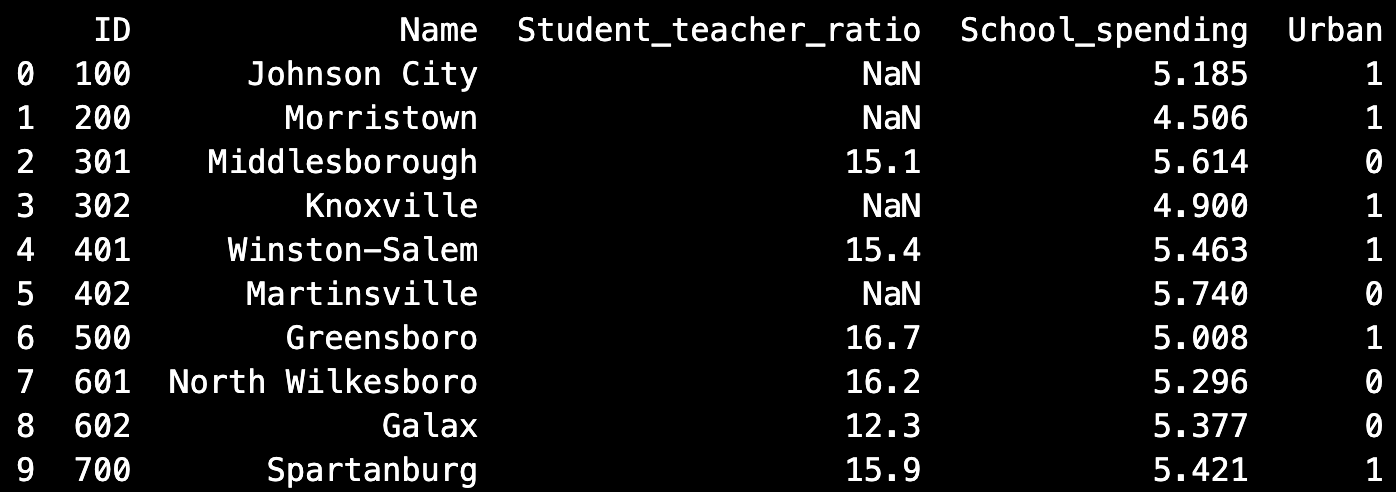 ID Name Student_teacher_ratio School_spending Urban
0 100 Johnson City NaN 5.185 1
1 200 Morristown NaN 4.506 1
2 301 Middlesborough 15.1 5.614 0
3 302 Knoxville NaN 4.900 1
4 401 Winston-Salem 15.4 5.463 1
5 402 Martinsville NaN 5.740 0
6 500 Greensboro 16.7 5.008 1
7 601 North Wilkesboro 16.2 5.296 0
8 602 Galax 12.3 5.377 0
9 700 Spartanburg 15.9 5.421 1